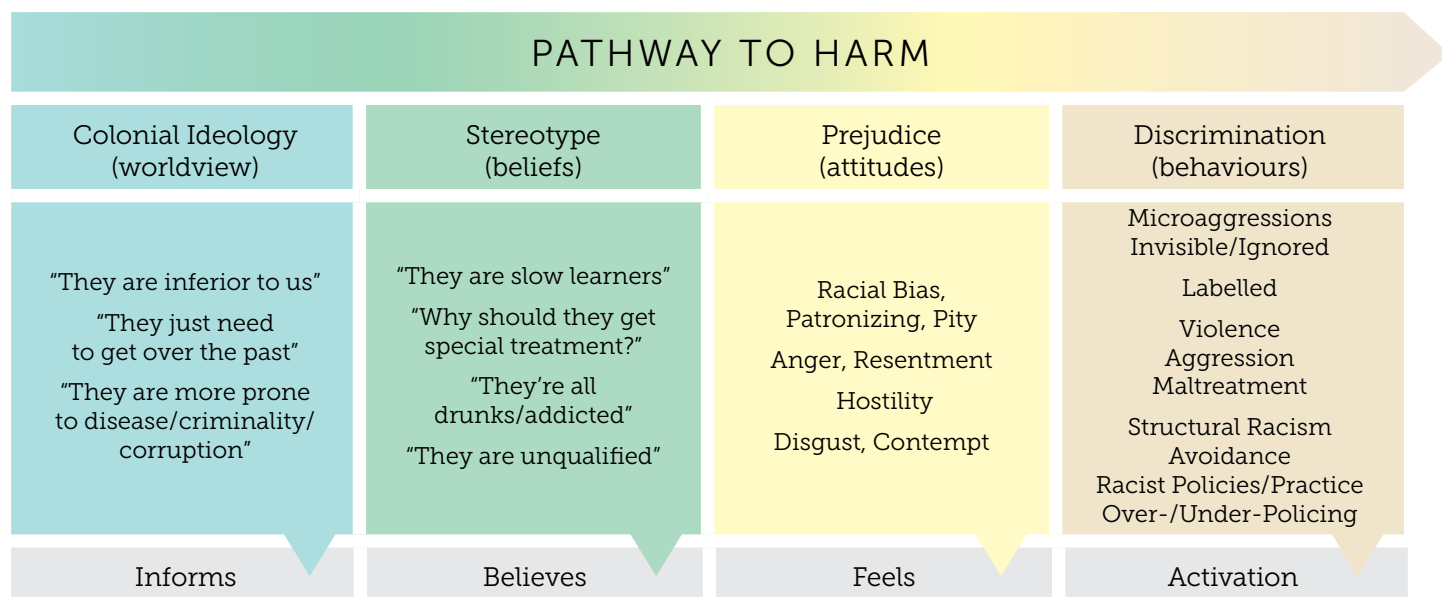 PATHWAY TO HARM
Colonial Ideology
(worldview)
Stereotype
(beliefs)
Prejudice
(attitudes)
Discrimination
(behaviours)
“They are inferior to us”
“They just need
to get over the past”
“They are more prone
to disease/criminality/
corruption”
“They are slow learners”
“Why should they get
special treatment?”
“They’re all
drunks/addicted”
“They are unqualified”
Racial Bias,
Patronizing, Pity
Anger, Resentment
Hostility
Disgust, Contempt
Microaggressions
Invisible/Ignored
Labelled
Violence
Aggression
Maltreatment
Structural Racism
Avoidance
Racist Policies/Practice
Over-/Under-Policing
Informs
Believes
Feels
Activation